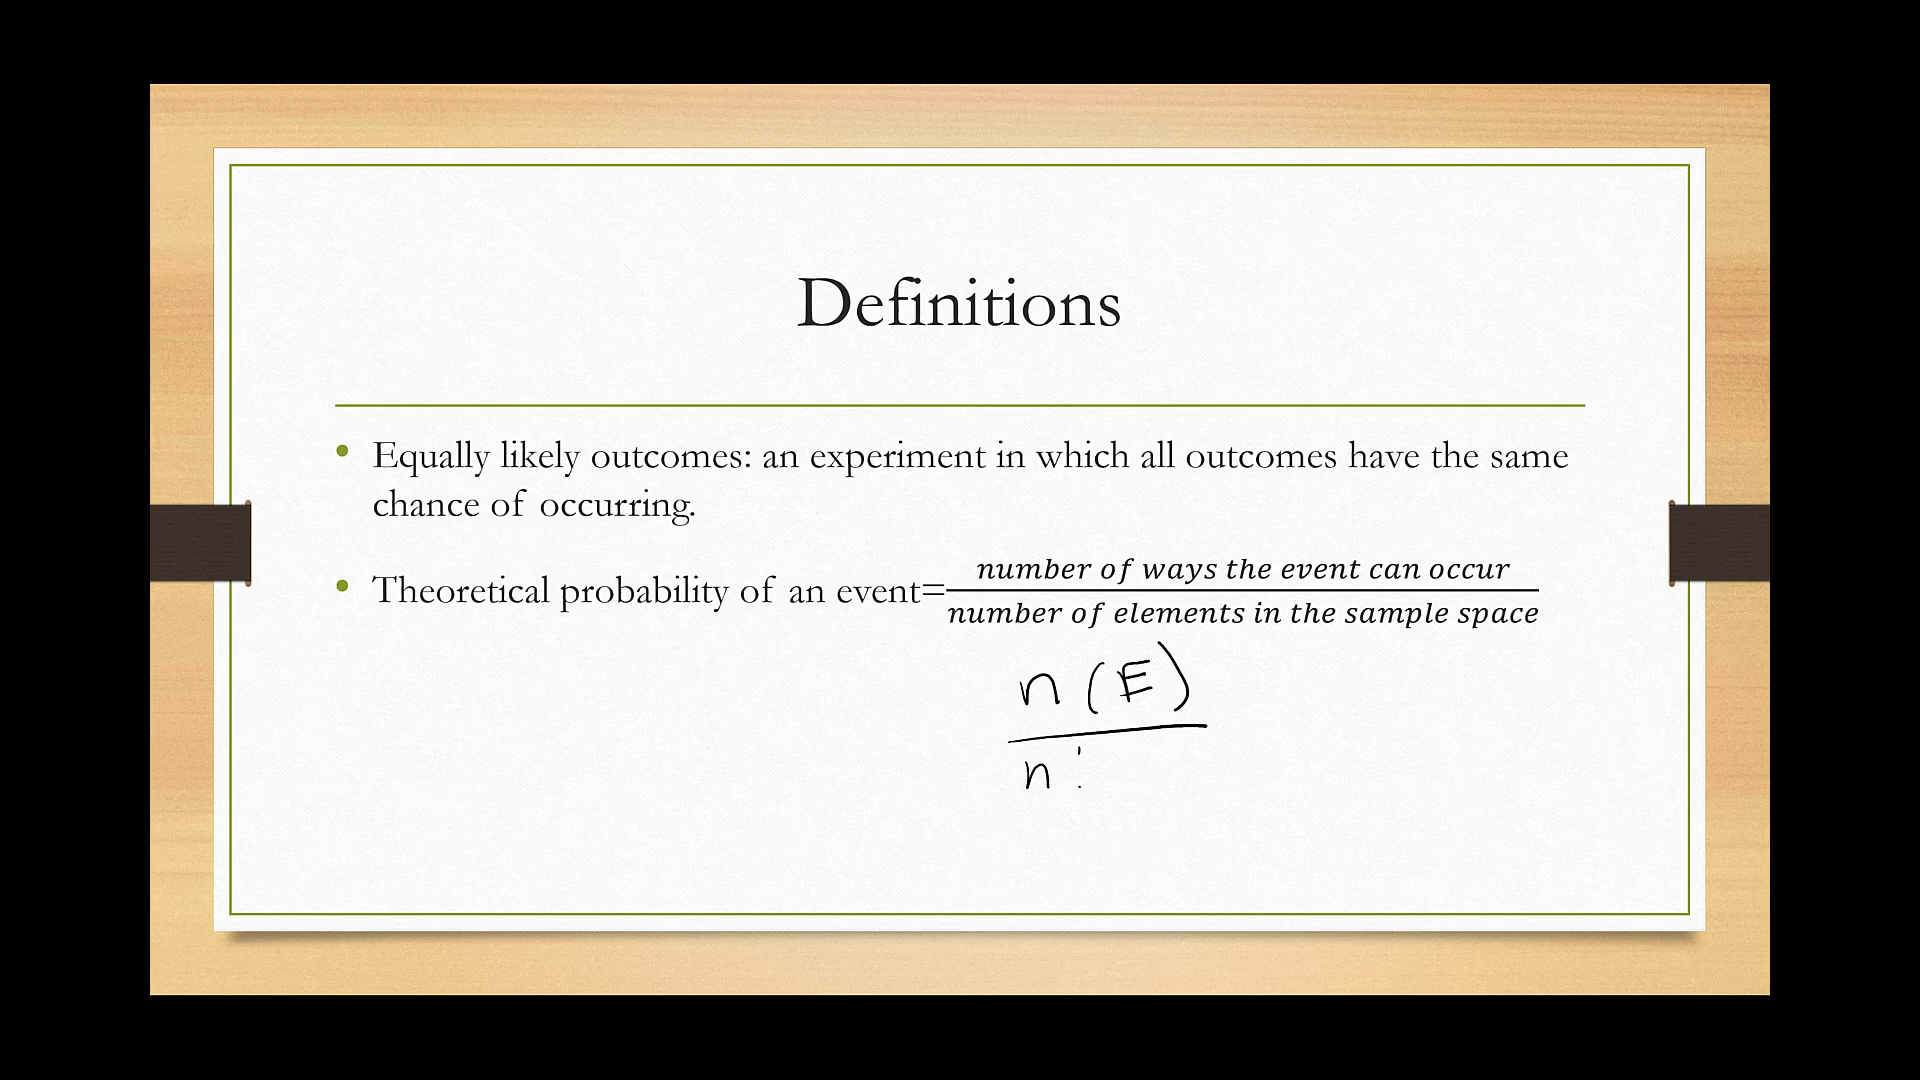 Definitions
• Equally likely outcomes: an experiment in which all outcomes have the same
chance of occurring.
• Theoretical probability of an event=number of ways the event can occur
number of elements in the sample space
n(E)
n